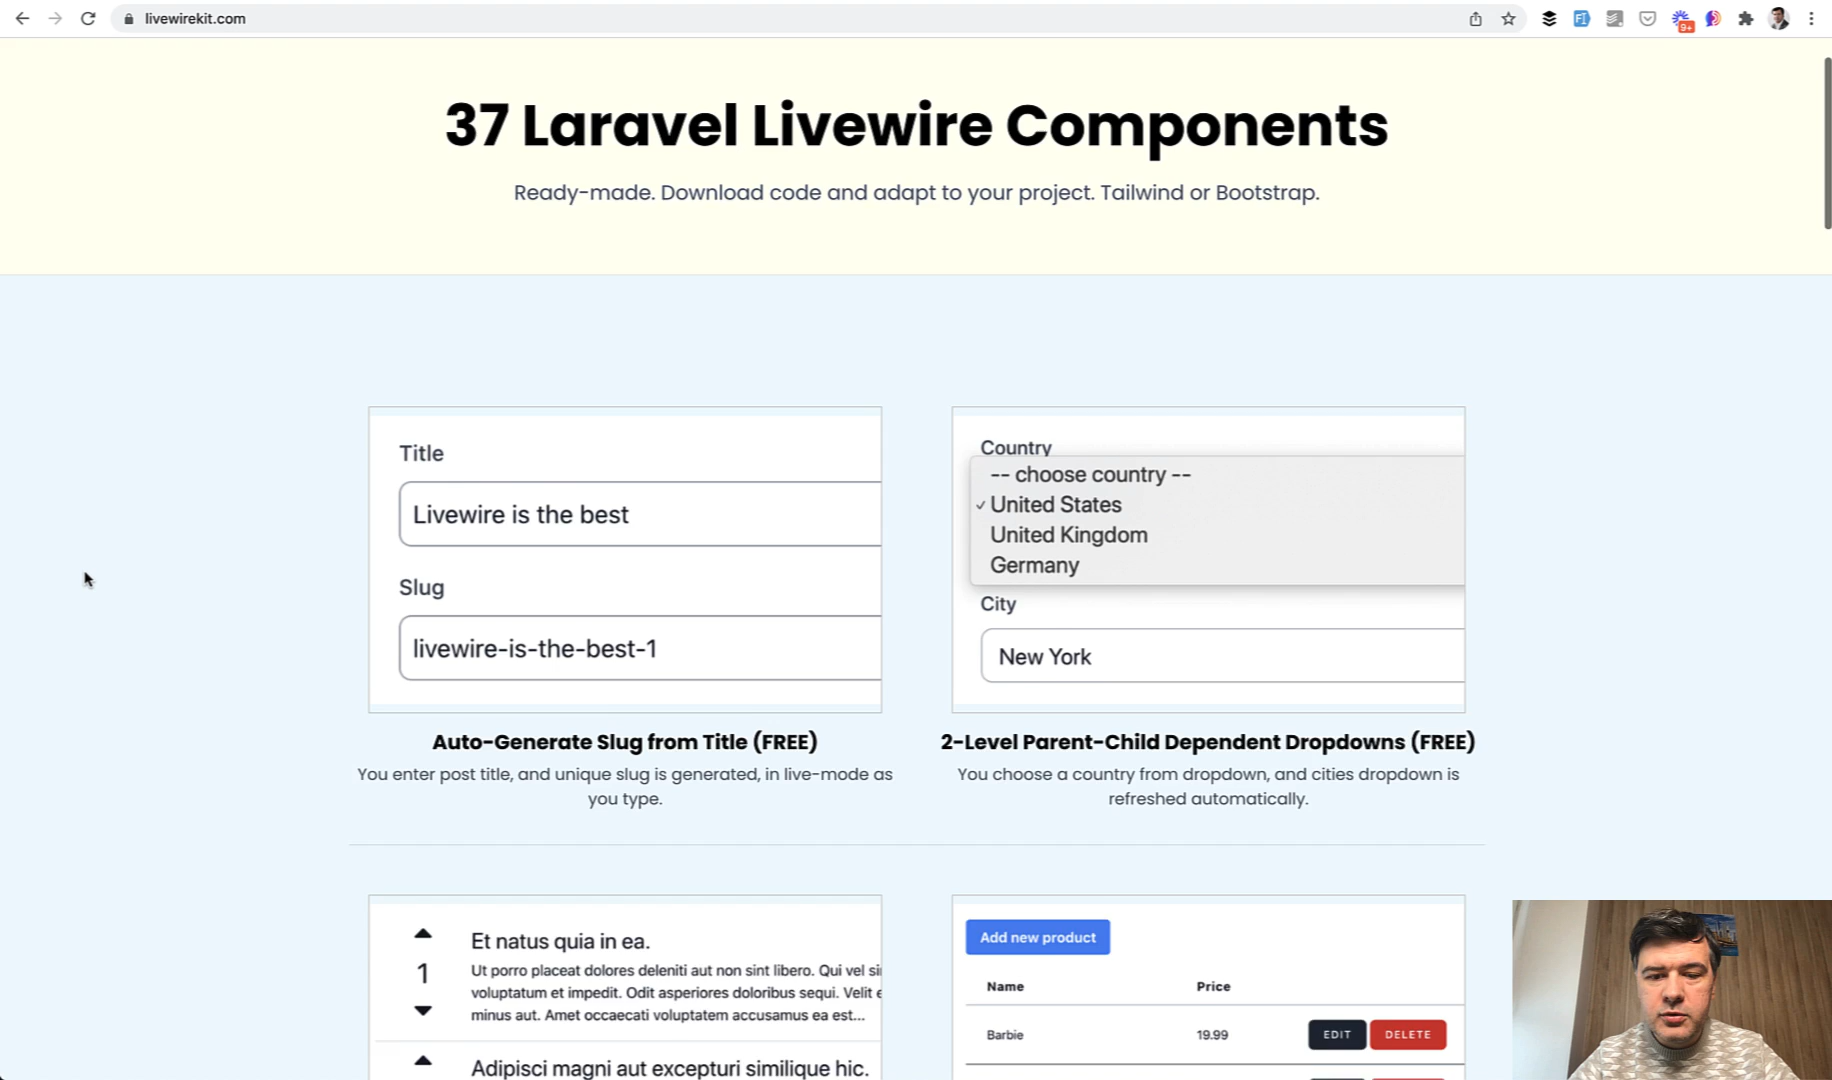 livewirekit.com
9+
37 Laravel Livewire Components
Ready-made. Download code and adapt to your project. Tailwind or Bootstrap.
Title
Livewire is the best
Slug
livewire-is-the-best-1
Auto-Generate Slug from Title (FREE)
You enter post title, and unique slug is generated, in live-mode as
you type.
Country
-- choose country --
✓ United States
United Kingdom
Germany
City
New York
2-Level Parent-Child Dependent Dropdowns (FREE)
You choose a country from dropdown, and cities dropdown is
refreshed automatically.
1
Et natus quia in ea.
Ut porro placeat dolores deleniti aut non sint libero. Qui vel
voluptatum et impedit. Odit asperiores doloribus sequi. Velit
minus aut. Amet occaecati voluptatem accusamus ea est...
Adipisci magni aut excepturi similique hic.
Add new product
Name Price
Barbie 19.99 EDIT DELETE